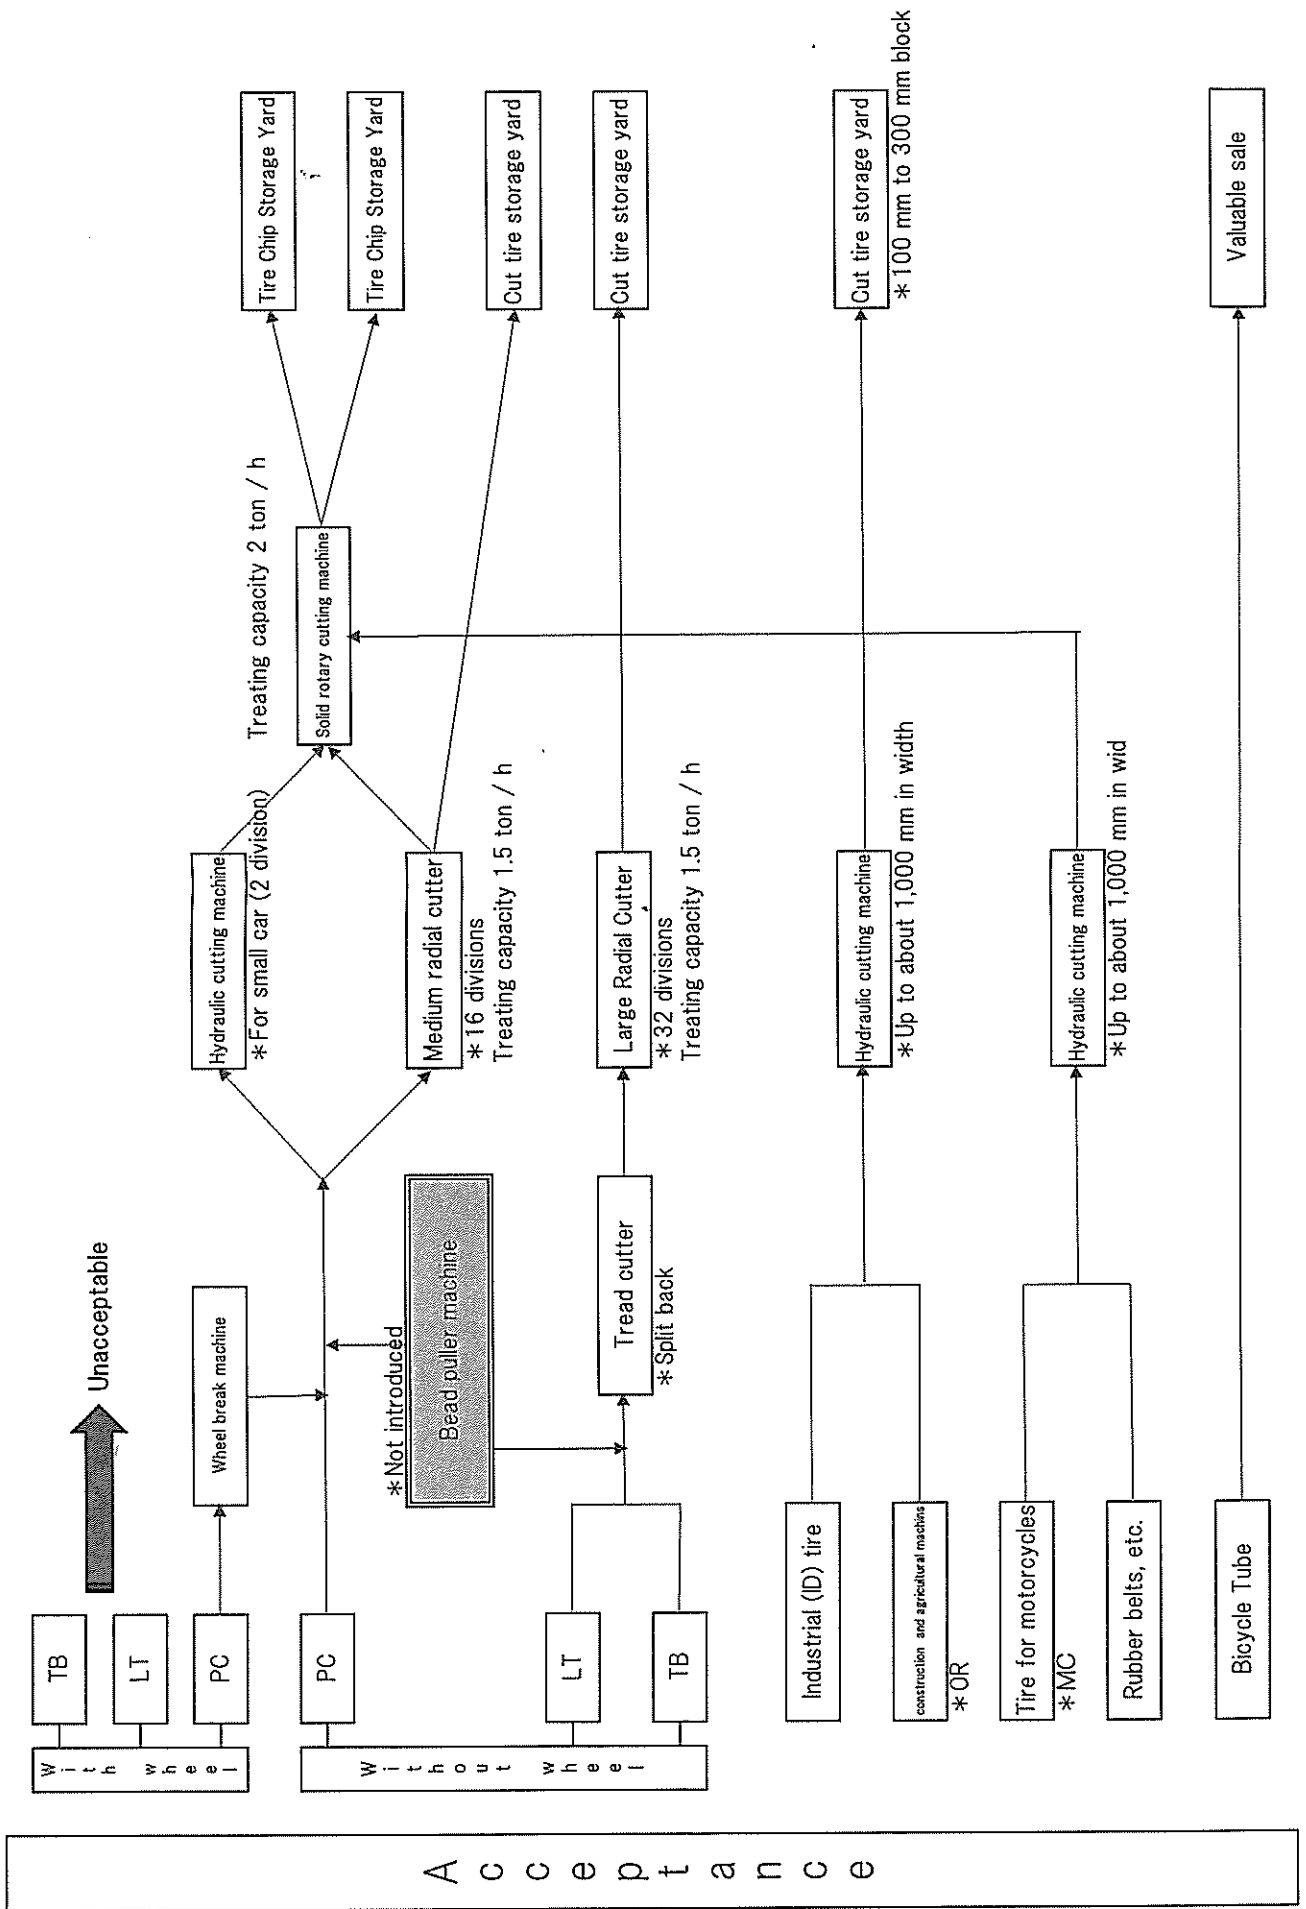 Acceptance
With wheel
TB
LT
PC
Unacceptable
Wheel break machine
Without wheel
PC
LT
TB
*Not introduced
Bead puller machine
Tread cutter
*Split back
Hydraulic cutting machine
*For small car (2 division)
Medium radial cutter
*16 divisions
Treating capacity 1.5 ton / h
Large Radial Cutter
*32 divisions
Treating capacity 1.5 ton / h
Treating capacity 2 ton / h
Solid rotary cutting machine
Tire Chip Storage Yard
Tire Chip Storage Yard
Cut tire storage yard
Cut tire storage yard
Industrial (ID) tire
construction and agricultural machins
*OR
Hydraulic cutting machine
*Up to about 1,000 mm in width
Cut tire storage yard
*100 mm to 300 mm block
Tire for motorcycles
*MC
Rubber belts, etc.
Hydraulic cutting machine
*Up to about 1,000 mm in wid
Bicycle Tube
Valuable sale